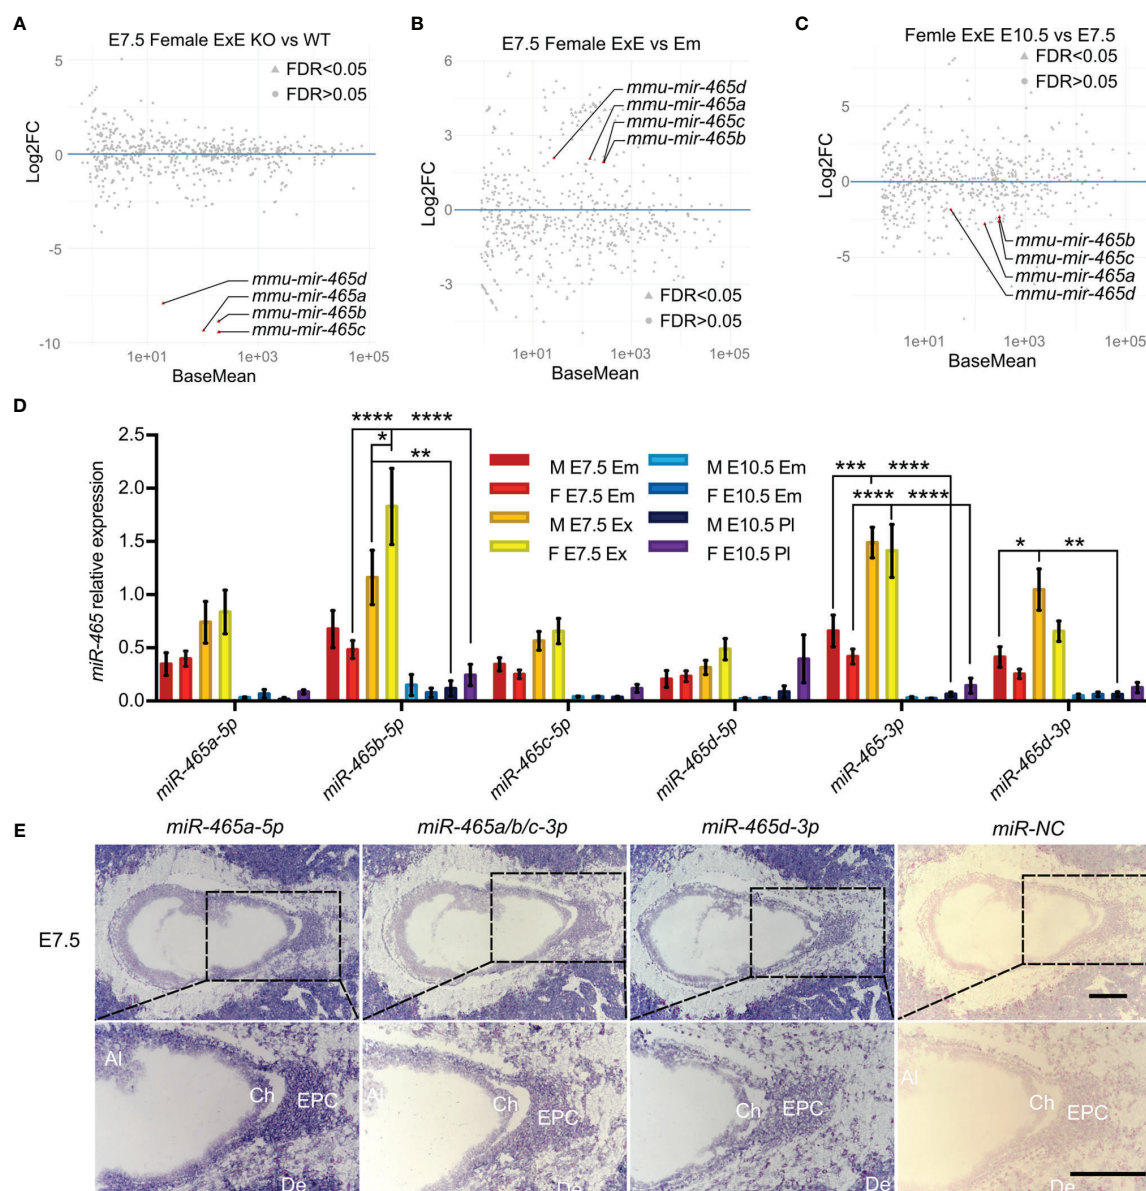 A
E7.5 Female ExE KO vs WT
FDR<0.05
FDR>0.05
Log2FC
5
0
-5
-10
mmu-mir-465d
mmu-mir-465a
mmu-mir-465b
mmu-mir-465c
1e+01 1e+03 1e+05
BaseMean
B
E7.5 Female ExE vs Em
mmu-mir-465d
mmu-mir-465a
mmu-mir-465c
mmu-mir-465b
Log2FC
6
3
0
-3
FDR<0.05
FDR>0.05
1e+01 1e+03 1e+05
BaseMean
C
Femle ExE E10.5 vs E7.5
FDR<0.05
FDR>0.05
Log2FC
5
0
-5
mmu-mir-465b
mmu-mir-465c
mmu-mir-465a
mmu-mir-465d
1e+01 1e+03 1e+05
BaseMean
D
miR-465 relative expression
2.5
2.0
1.5
1.0
0.5
0.0
**** ****
*
**
M E7.5 Em
F E7.5 Em
M E7.5 Ex
F E7.5 Ex
M E10.5 Em
F E10.5 Em
M E10.5 Pl
F E10.5 Pl
*** ****
**** ****
* **
miR-465a-5p
miR-465b-5p
miR-465c-5p
miR-465d-5p
miR-465-3p
miR-465d-3p
E
miR-465a-5p miR-465a/b/c-3p miR-465d-3p miR-NC
E7.5
Al Ch EPC De
Al Ch EPC De
Ch EPC De
Al Ch EPC De